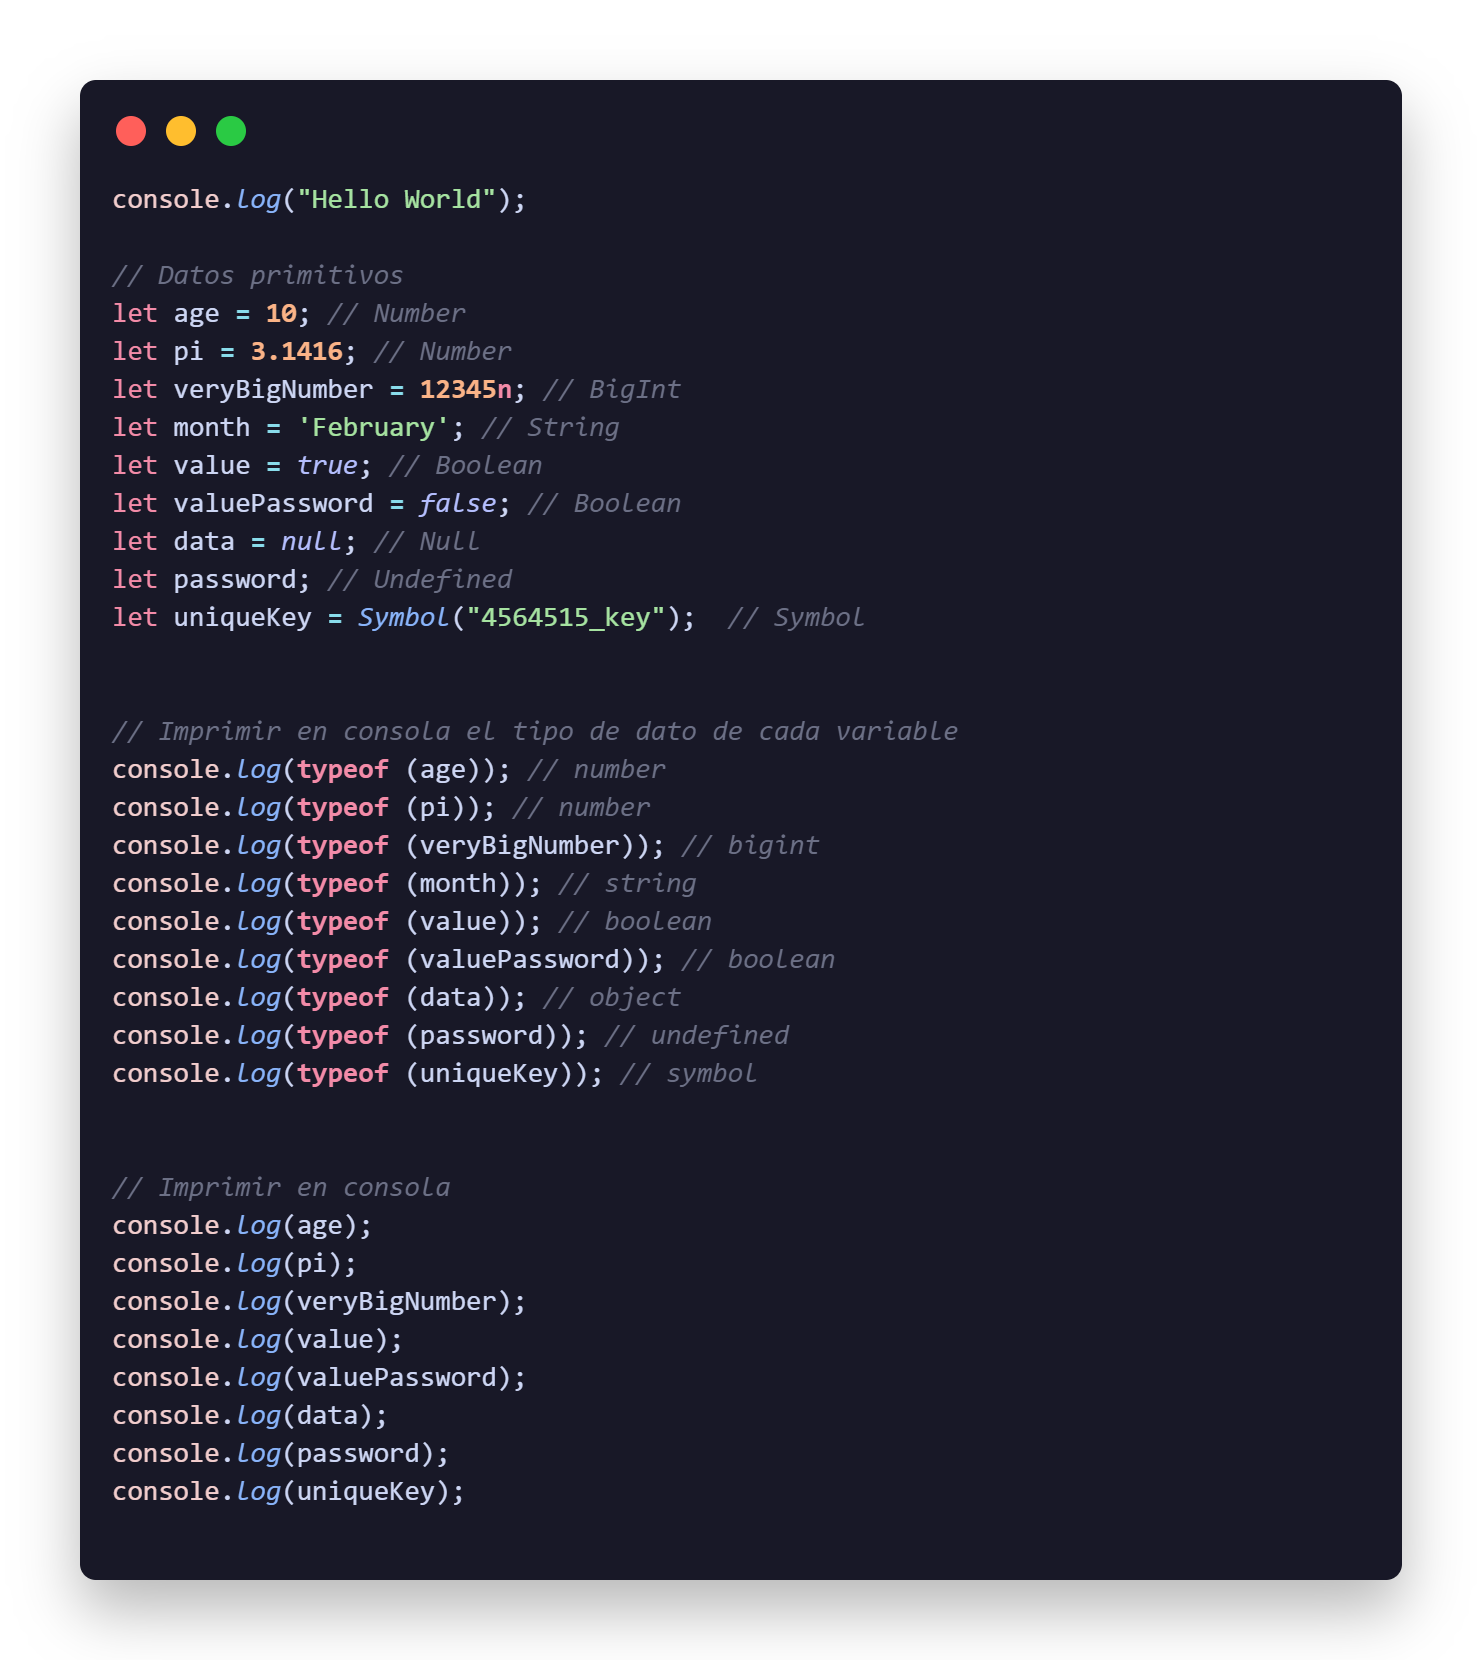 console.log("Hello World");
// Datos primitivos
let age = 10; // Number
let pi = 3.1416; // Number
let veryBigNumber = 12345n; // BigInt
let month = 'February'; // String
let value = true; // Boolean
let valuePassword = false; // Boolean
let data = null; // Null
let password; // Undefined
let uniqueKey = Symbol("4564515_key");  // Symbol
// Imprimir en consola el tipo de dato de cada variable
console.log(typeof (age)); // number
console.log(typeof (pi)); // number
console.log(typeof (veryBigNumber)); // bigint
console.log(typeof (month)); // string
console.log(typeof (value)); // boolean
console.log(typeof (valuePassword)); // boolean
console.log(typeof (data)); // object
console.log(typeof (password)); // undefined
console.log(typeof (uniqueKey)); // symbol
// Imprimir en consola
console.log(age);
console.log(pi);
console.log(veryBigNumber);
console.log(value);
console.log(valuePassword);
console.log(data);
console.log(password);
console.log(uniqueKey);